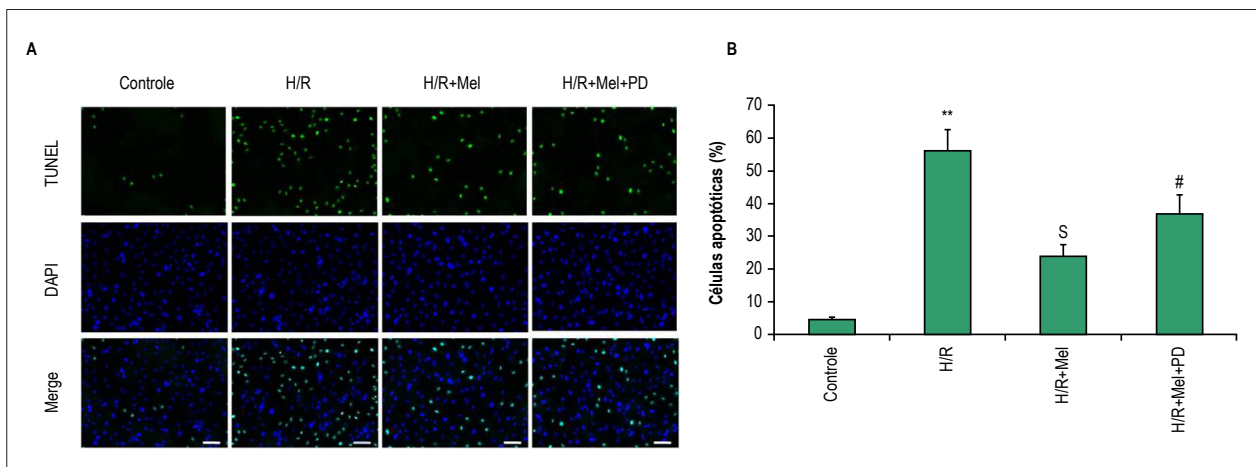 A
Controle H/R H/R+Mel H/R+Mel+PD
TUNEL
DAPI
Merge
B
Células apoptóticas (%)
70
60
50
40
30
20
10
0
**
S
#
Controle
H/R
H/R+Mel
H/R+Mel+PD